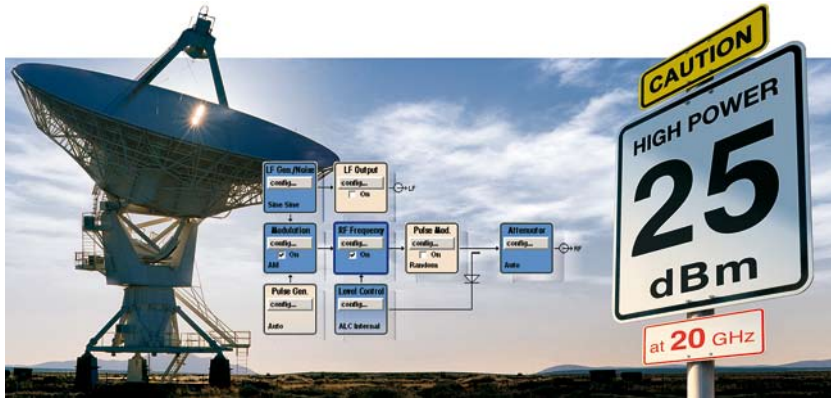 LF Gen./Noise
config...
Sine-Sine
LF Output
config...
On
LF
Modulation
config...
On
AM
RF Frequency
config...
On
Pulse Mod.
config...
On
Random
Attenuator
config...
Auto
RF
Pulse Gen.
config...
Auto
Level Control
config...
ALC Internal
CAUTION
HIGH POWER
25
dBm
at 20 GHz